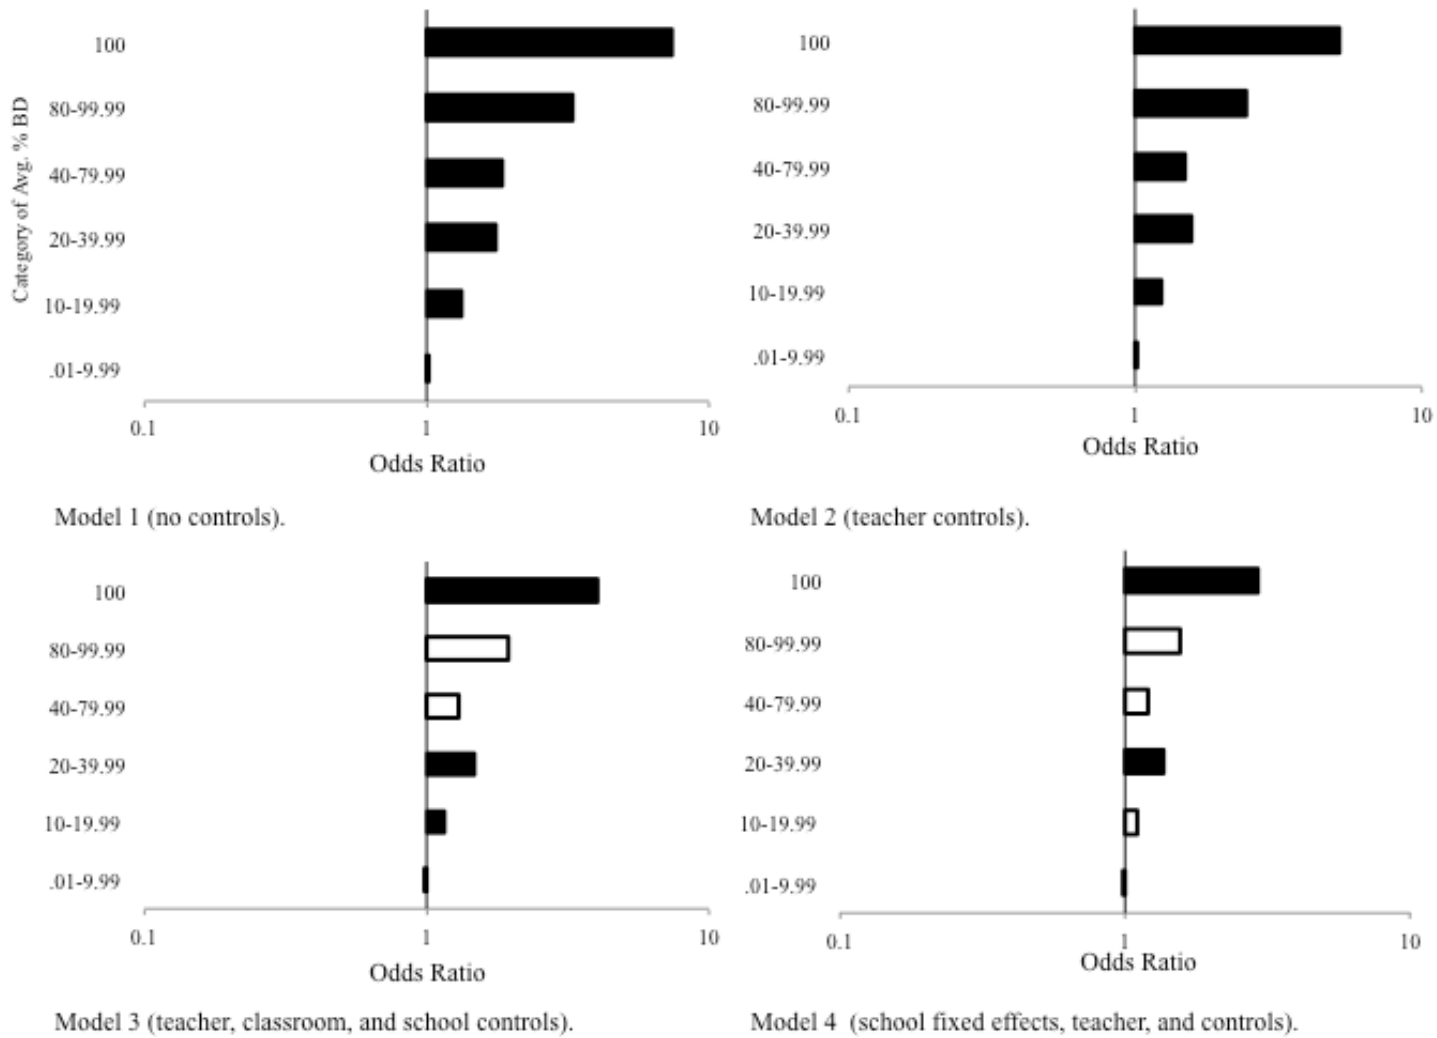 Category of Avg. % BD
100
80-99.99
40-79.99
20-39.99
10-19.99
.01-9.99
0.1 1 10
Odds Ratio
Model 1 (no controls).
100
80-99.99
40-79.99
20-39.99
10-19.99
.01-9.99
0.1 1 10
Odds Ratio
Model 2 (teacher controls).
100
80-99.99
40-79.99
20-39.99
10-19.99
.01-9.99
0.1 1 10
Odds Ratio
Model 3 (teacher, classroom, and school controls).
100
80-99.99
40-79.99
20-39.99
10-19.99
.01-9.99
0.1 1 10
Odds Ratio
Model 4 (school fixed effects, teacher, and controls).